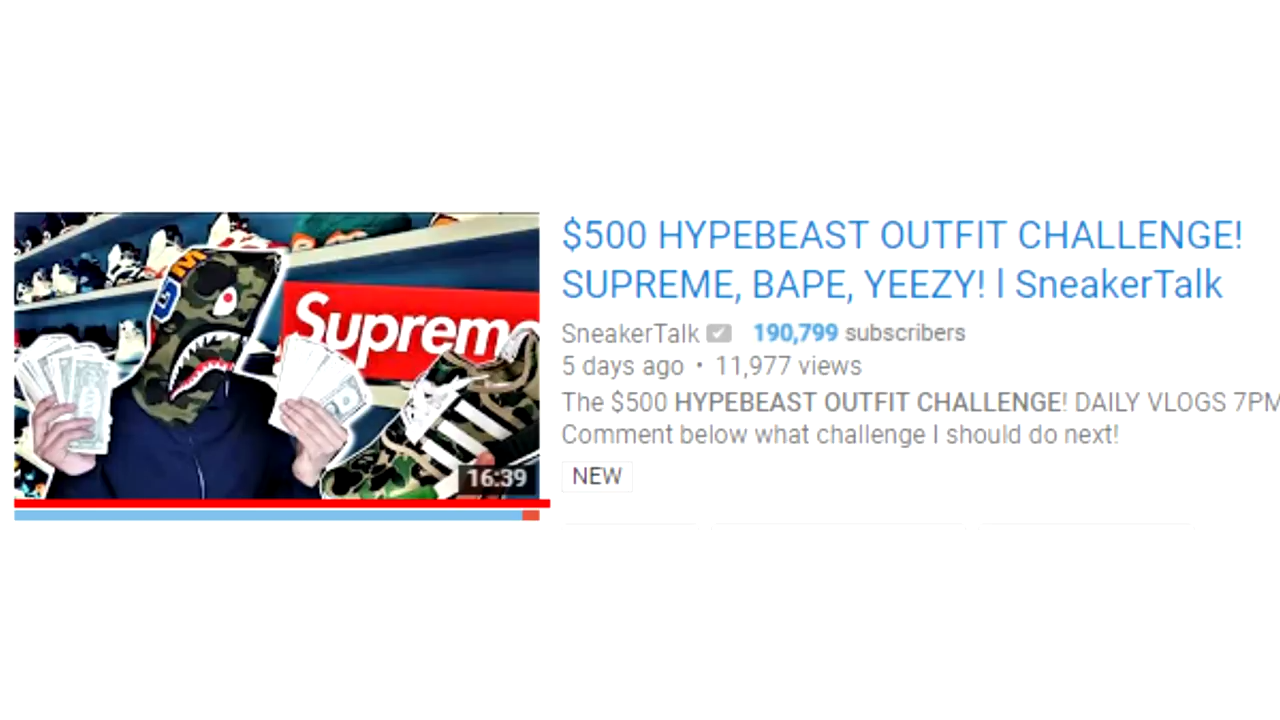 $500 HYPEBEAST OUTFIT CHALLENGE!
SUPREME, BAPE, YEEZY! l SneakerTalk
SneakerTalk 190,799 subscribers
5 days ago • 11,977 views
The $500 HYPEBEAST OUTFIT CHALLENGE! DAILY VLOGS 7PM
Comment below what challenge I should do next!
NEW
Supreme
16:39